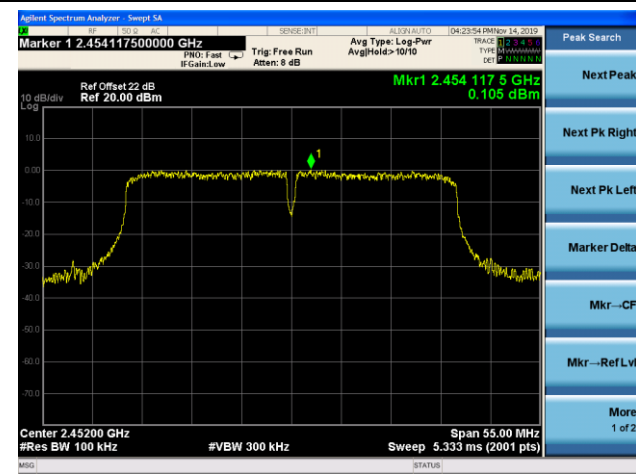 Agilent Spectrum Analyzer - Swept SA
RF 50 Ω AC SENSE:INT ALIGN AUTO 04:23:54 PM Nov 14, 2019
Marker 1 2.454117500000 GHz
PNO: Fast
IFGain:Low
Trig: Free Run
Atten: 8 dB
Avg Type: Log-Pwr
Avg|Hold>10/10
TRACE 1 2 3 4 5 6
TYPE M
DET P N N N N N
Peak Search
Ref Offset 22 dB
10 dB/div Ref 20.00 dBm
Log
Mkr1 2.454 117 5 GHz
0.105 dBm
Next Peak
10.0
Next Pk Right
1
0.00
Next Pk Left
-10.0
-20.0
Marker Delta
-30.0
-40.0
Mkr→CF
-50.0
-60.0
Mkr→Ref Lvl
-70.0
More
1 of 2
Center 2.45200 GHz Span 55.00 MHz
#Res BW 100 kHz #VBW 300 kHz Sweep 5.333 ms (2001 pts)
MSG STATUS